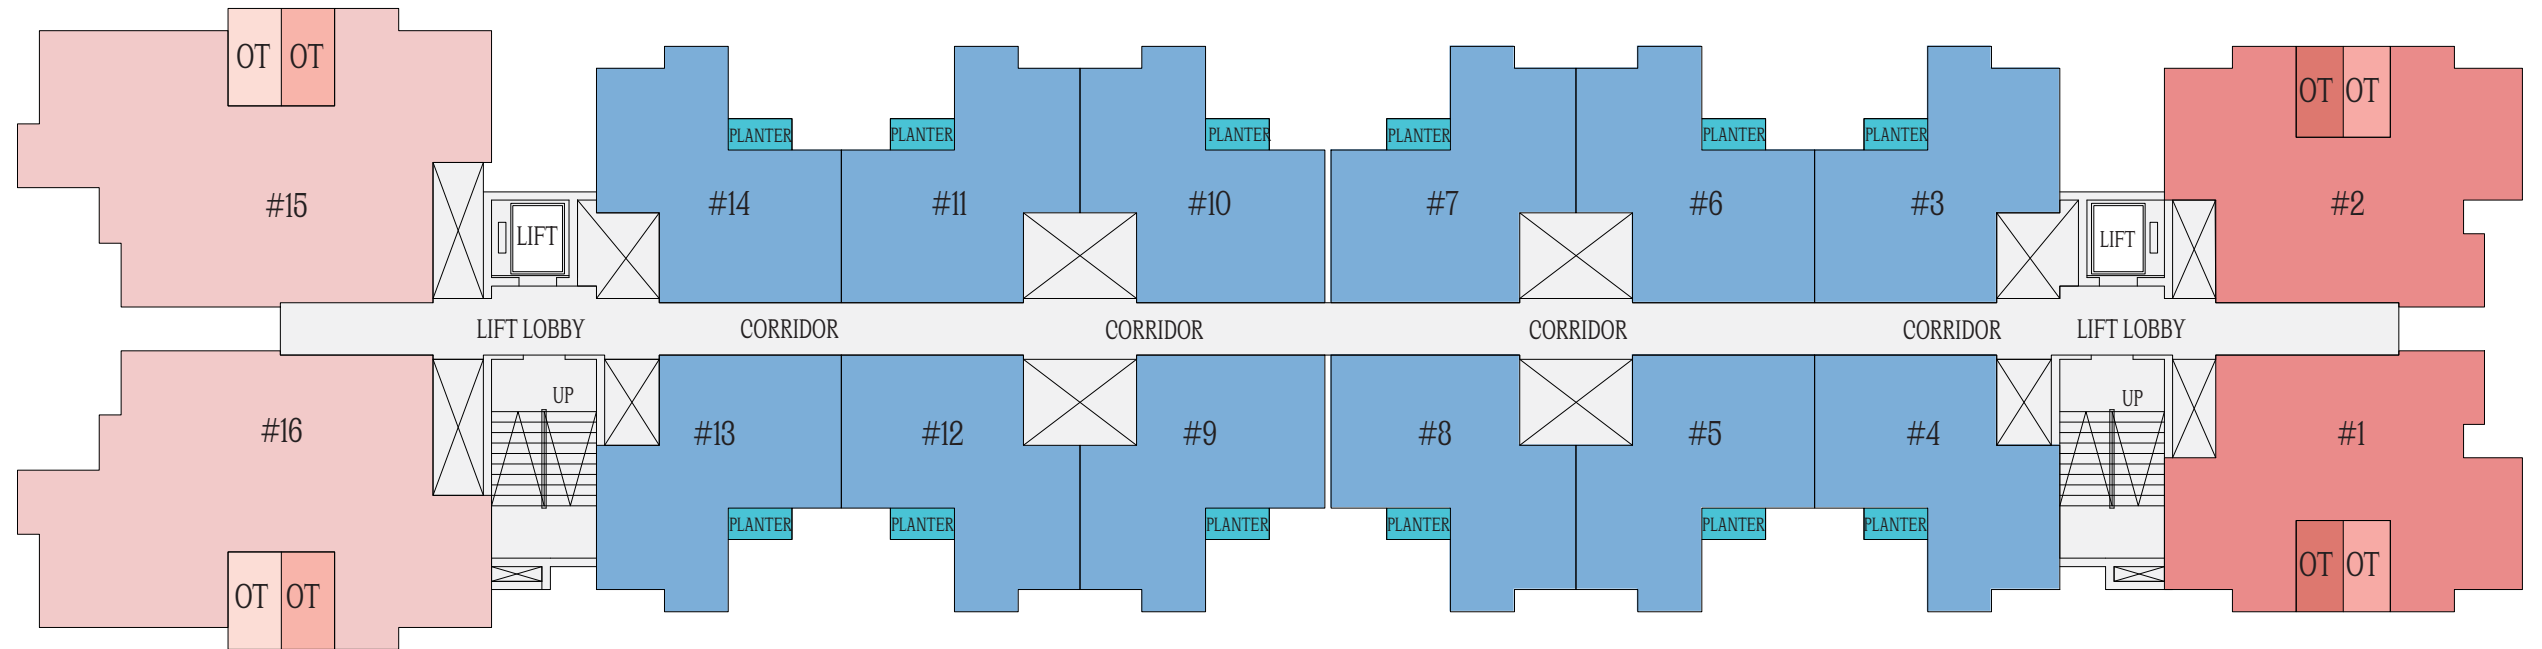 OT OT
OT OT
PLANTER PLANTER PLANTER PLANTER PLANTER PLANTER
#15 #14 #11 #10 #7 #6 #3 #2
LIFT LIFT
LIFT LOBBY CORRIDOR CORRIDOR CORRIDOR CORRIDOR LIFT LOBBY
UP UP
#16 #13 #12 #9 #8 #5 #4 #1
PLANTER PLANTER PLANTER PLANTER PLANTER PLANTER
OT OT
OT OT